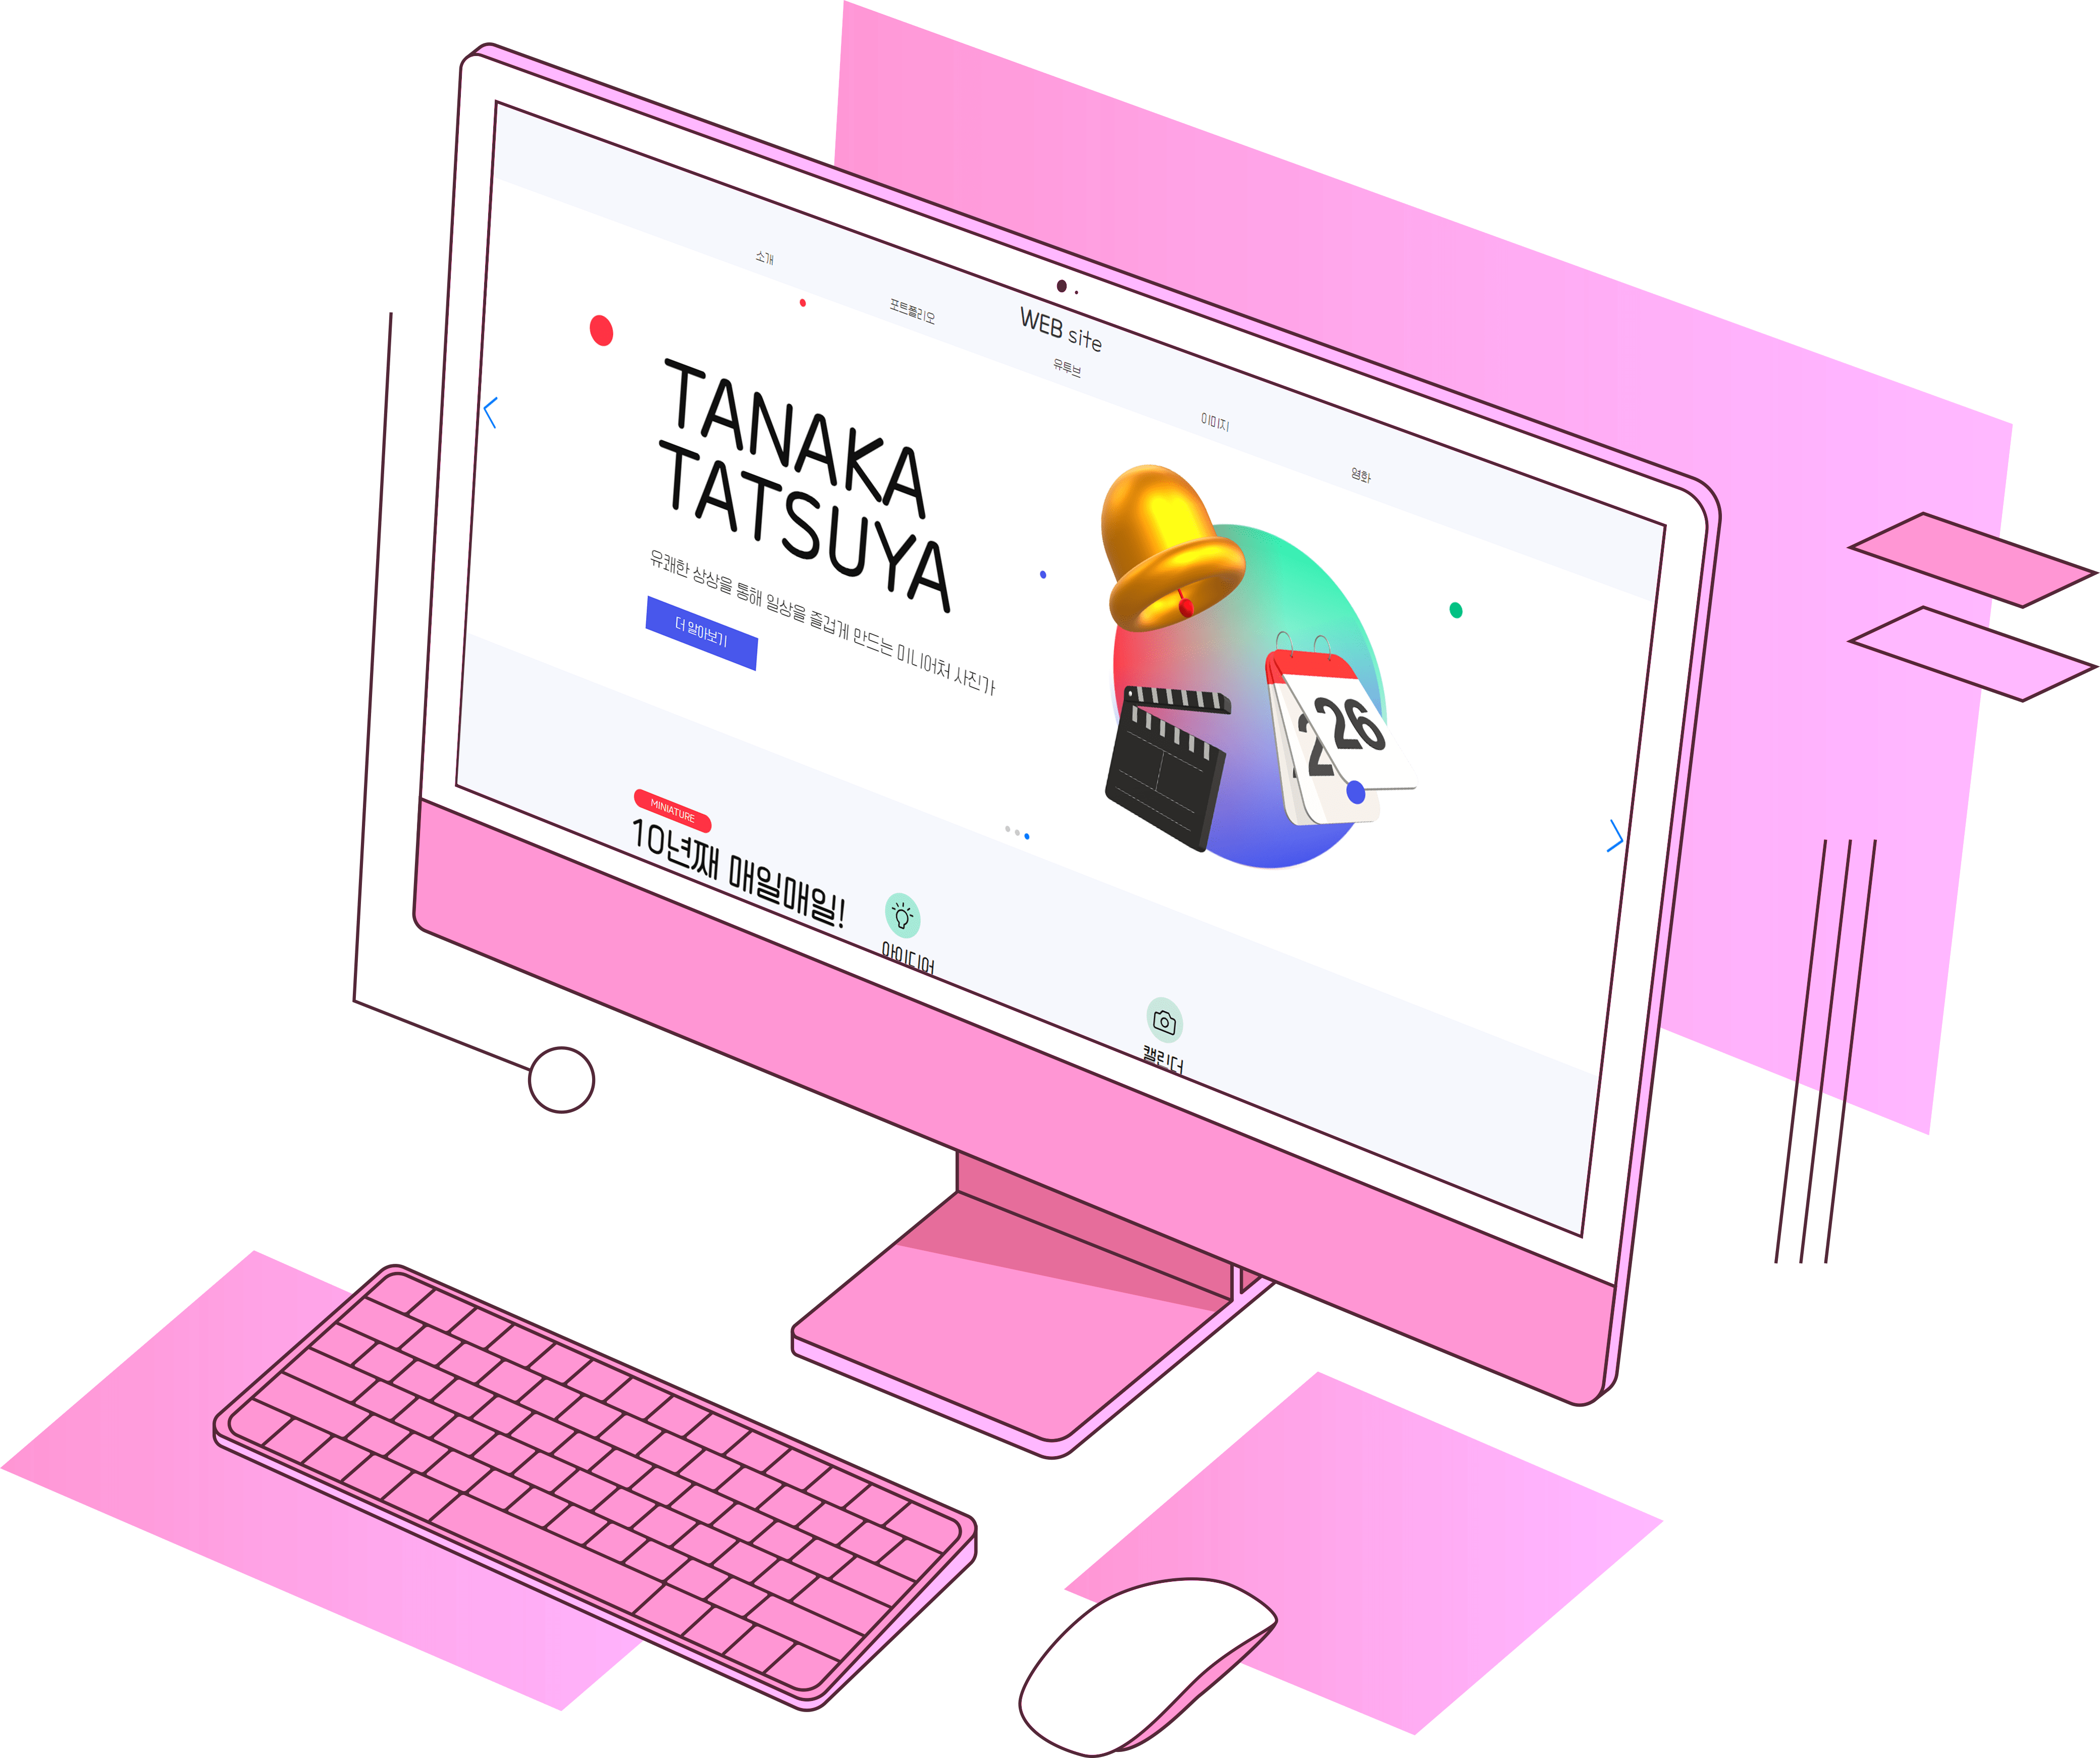 WEB site
소개
포트폴리오
유투브
이미지
영화
TANAKA
TATSUYA
유쾌한 상상을 통해 일상을 즐겁게 만드는 미니어처 사진가
더 알아보기
26
2
MINIATURE
10년째 매일매일!
아이디어
캘린더